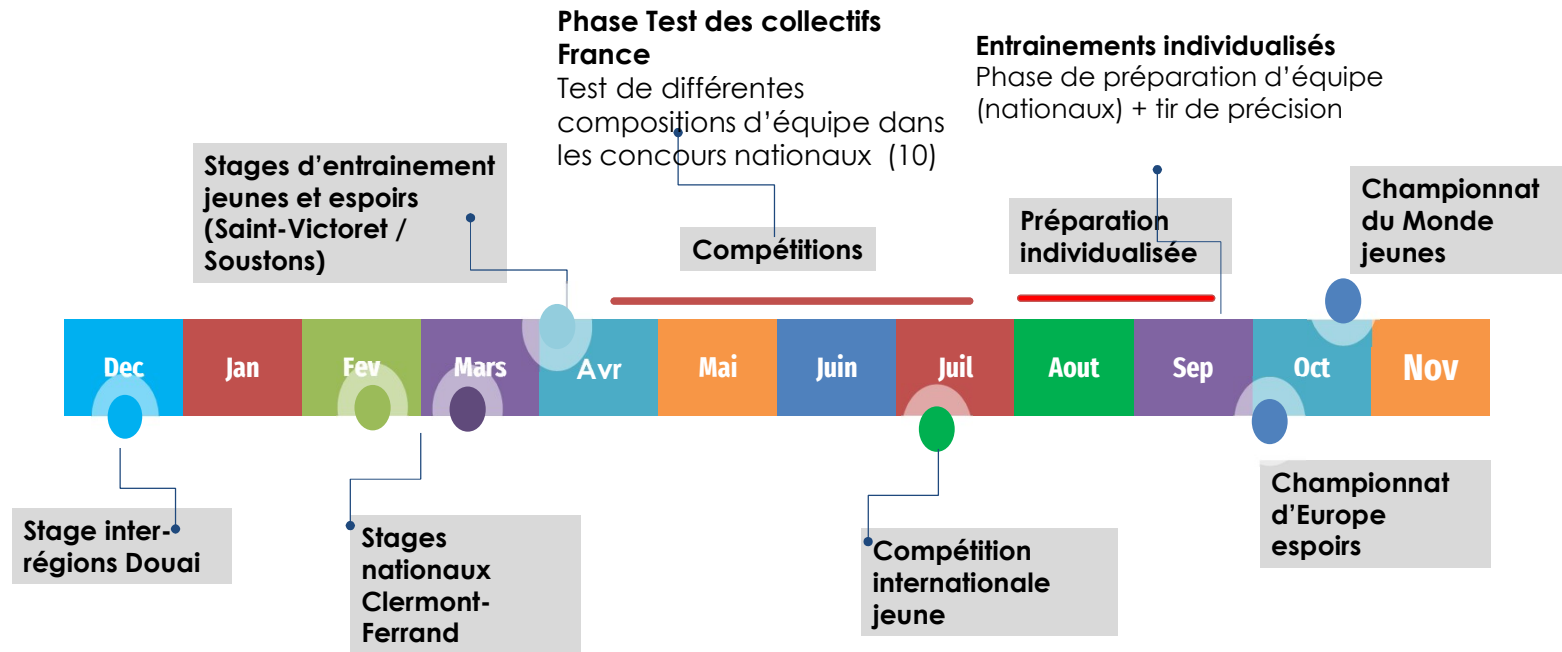 Phase Test des collectifs
France
Test de différentes
compositions d'équipe dans
les concours nationaux (10)
Entrainements individualisés
Phase de préparation d'équipe
(nationaux) + tir de précision
Stages d'entrainement
jeunes et espoirs
(Saint-Victoret /
Soustons)
Compétitions
Préparation
individualisée
Championnat
du Monde
jeunes
Dec
Jan
Fev
Mars
Avr
Mai
Juin
Juil
Aout
Sep
Oct
Nov
Stage inter-
régions Douai
Stages
nationaux
Clermont-
Ferrand
Compétition
internationale
jeune
Championnat
d'Europe
espoirs